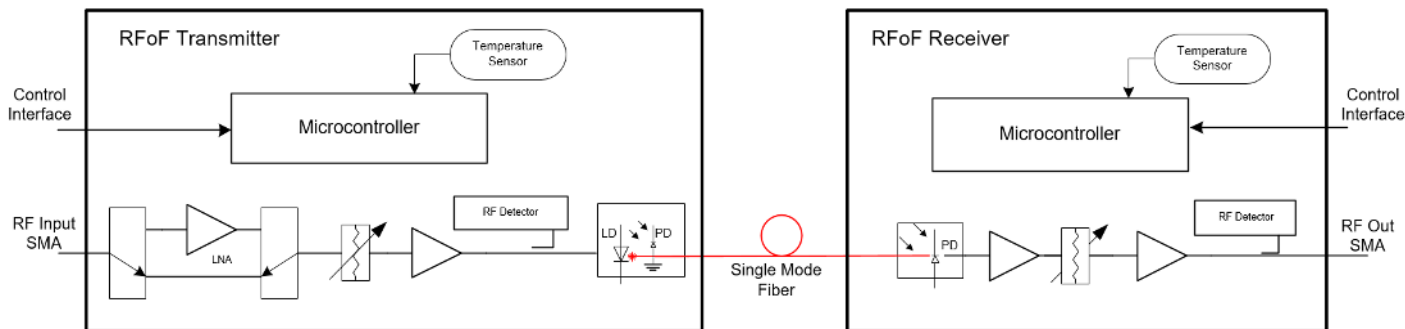 RFoF Transmitter
Temperature
Sensor
Control
Interface
Microcontroller
RF Input
SMA
LNA
RF Detector
LD
PD
Single Mode
Fiber
RFoF Receiver
Temperature
Sensor
Microcontroller
Control
Interface
PD
RF Detector
RF Out
SMA